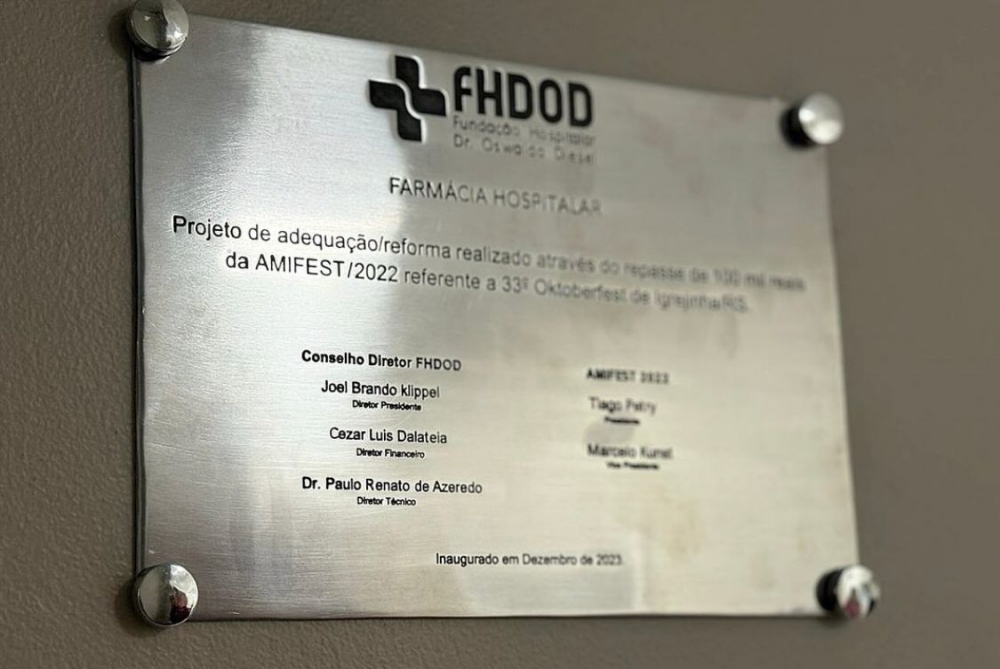 FHDOD
Fundação Hospitalar
Dr. Oswaldo Diesel
FARMÁCIA HOSPITALAR
Projeto de adequação/reforma realizado através do repasse de 100 mil reais
da AMIFEST/2022 referente a 33ª Oktoberfest de Igrejinha/RS.
Conselho Diretor FHDOD
Joel Brando klippel
Diretor Presidente
Cezar Luis Dalateia
Diretor Financeiro
Dr. Paulo Renato de Azeredo
Diretor Técnico
AMIFEST
Tiago Petry
Presidente
Marcelo Kunst
Vice Presidente
Inaugurado em Dezembro de 2023.